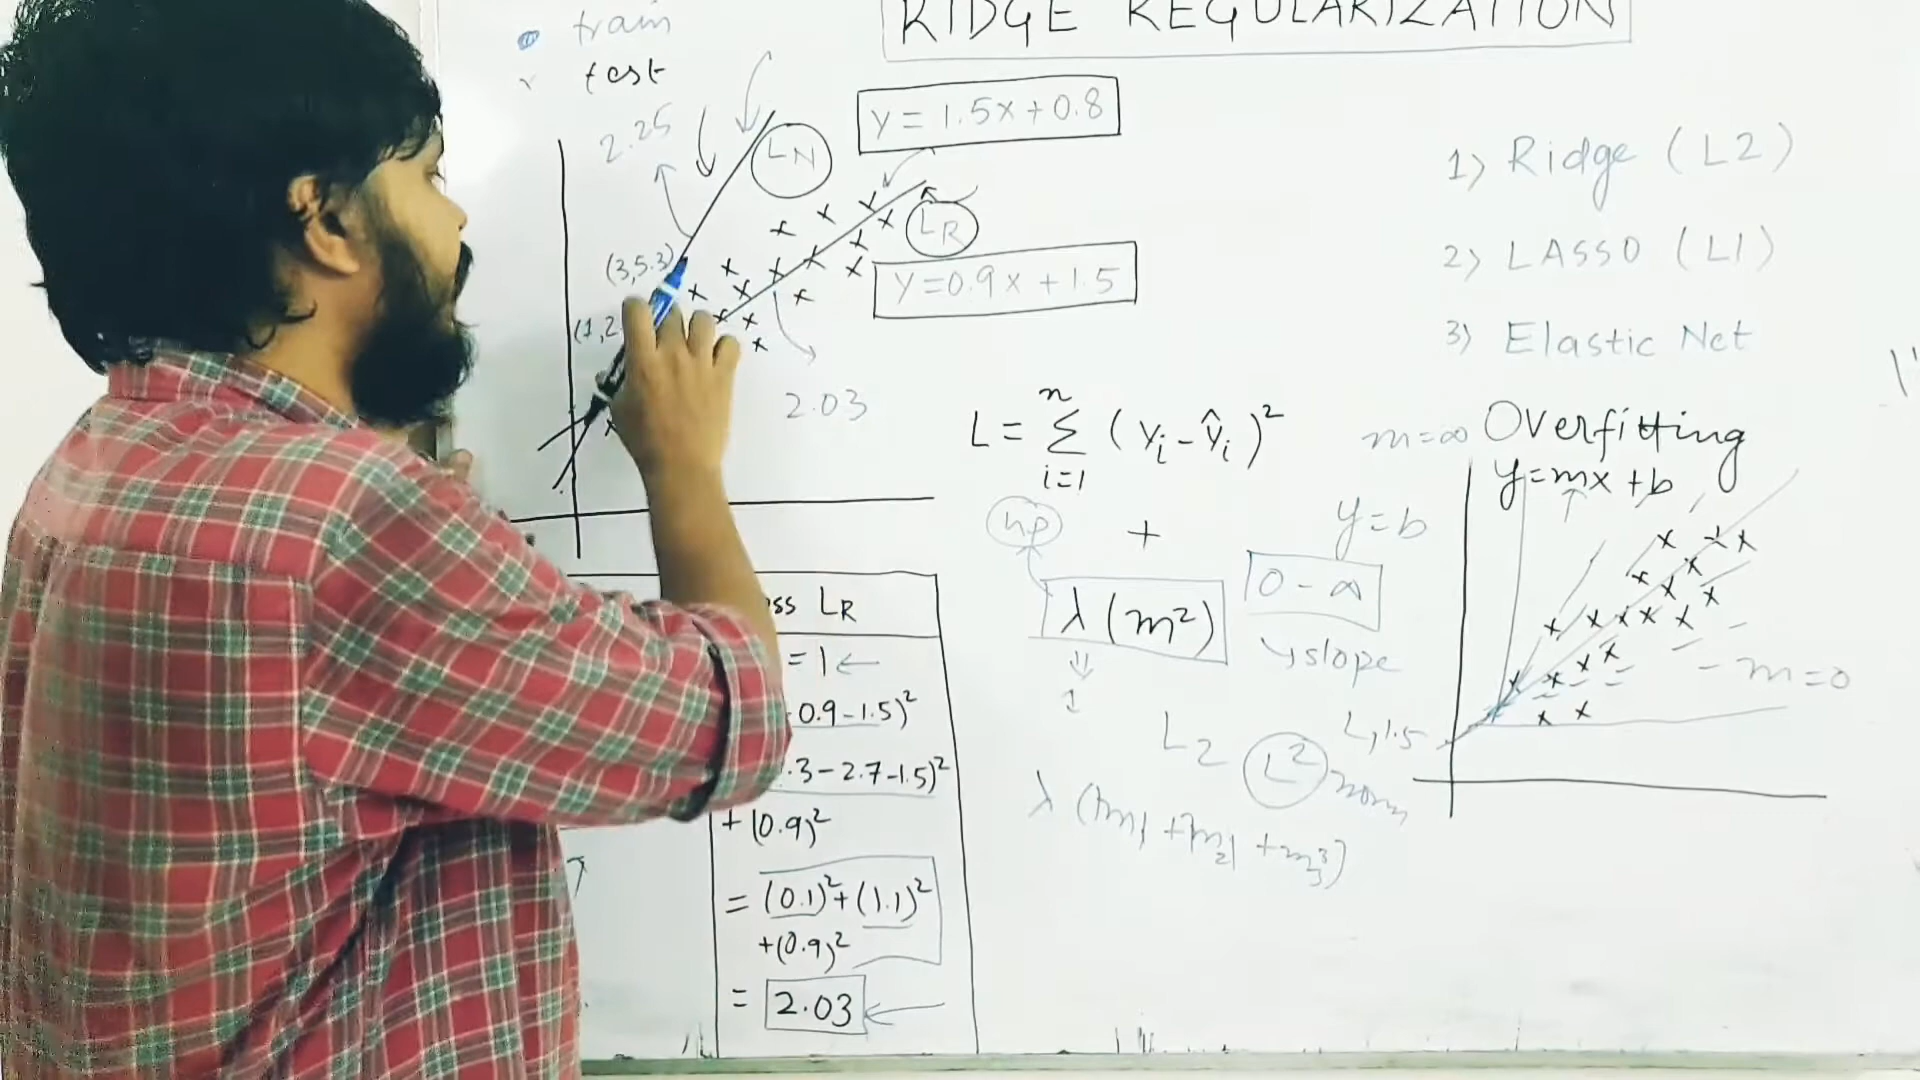 RIDGE REGULARIZATION
train
test
2.25
LN
Y = 1.5x + 0.8
LR
Y = 0.9x + 1.5
(3,5.3)
(1,2
2.03
1) Ridge (L2)
2) LASSO (L1)
3) Elastic Net
L = n Σ i=1 (Yi - Ŷi)²
hp
+
λ (m²)
1
0 - ∞
slope
y = b
m = ∞
Overfitting
y = mx + b
m = 0
L2 L² norm
L, 1.5
ss LR
= 1 ←
0.9 - 1.5)²
.3 - 2.7 - 1.5)²
+ (0.9)²
= (0.1)² + (1.1)²
+ (0.9)²
= 2.03